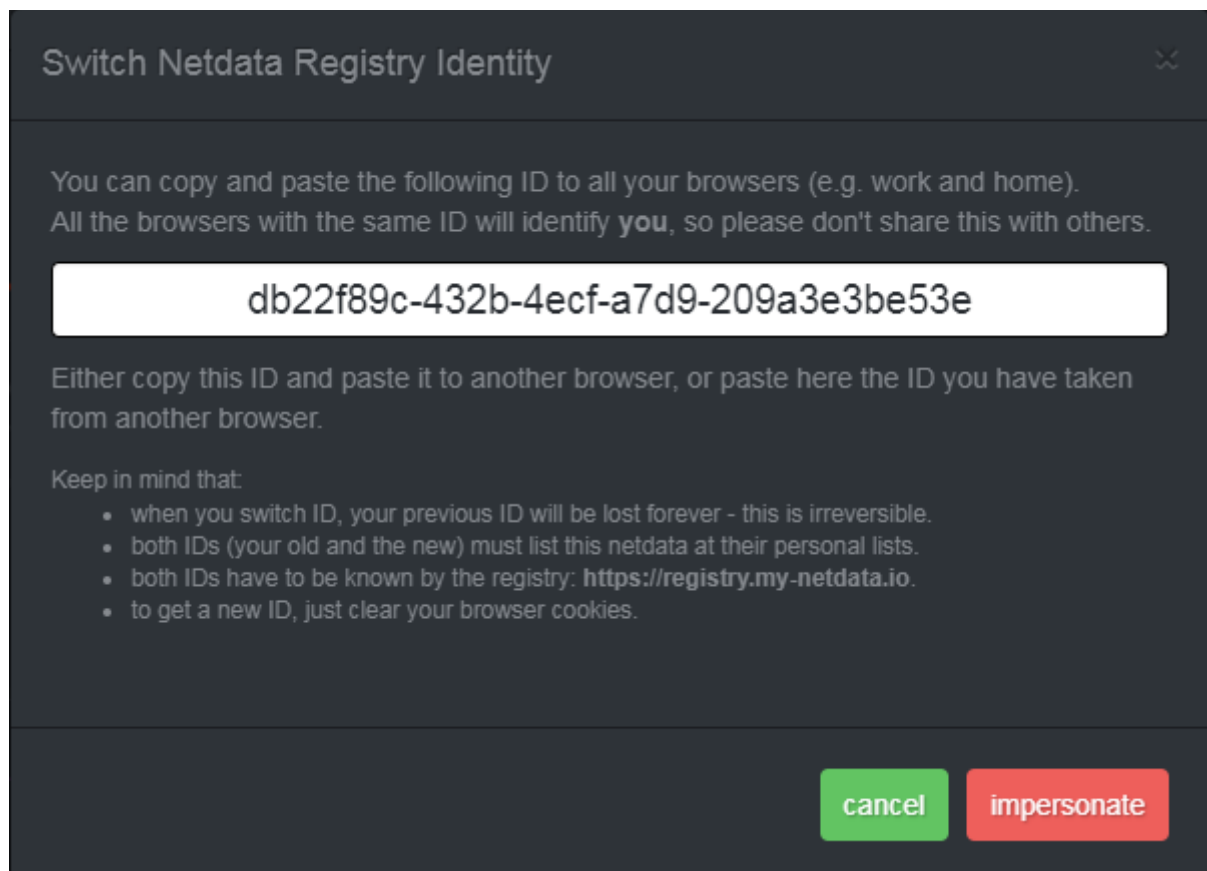 Switch Netdata Registry Identity
×
You can copy and paste the following ID to all your browsers (e.g. work and home).
All the browsers with the same ID will identify you, so please don't share this with others.
db22f89c-432b-4ecf-a7d9-209a3e3be53e
Either copy this ID and paste it to another browser, or paste here the ID you have taken
from another browser.
Keep in mind that:
• when you switch ID, your previous ID will be lost forever - this is irreversible.
• both IDs (your old and the new) must list this netdata at their personal lists.
• both IDs have to be known by the registry: https://registry.my-netdata.io.
• to get a new ID, just clear your browser cookies.
cancel impersonate